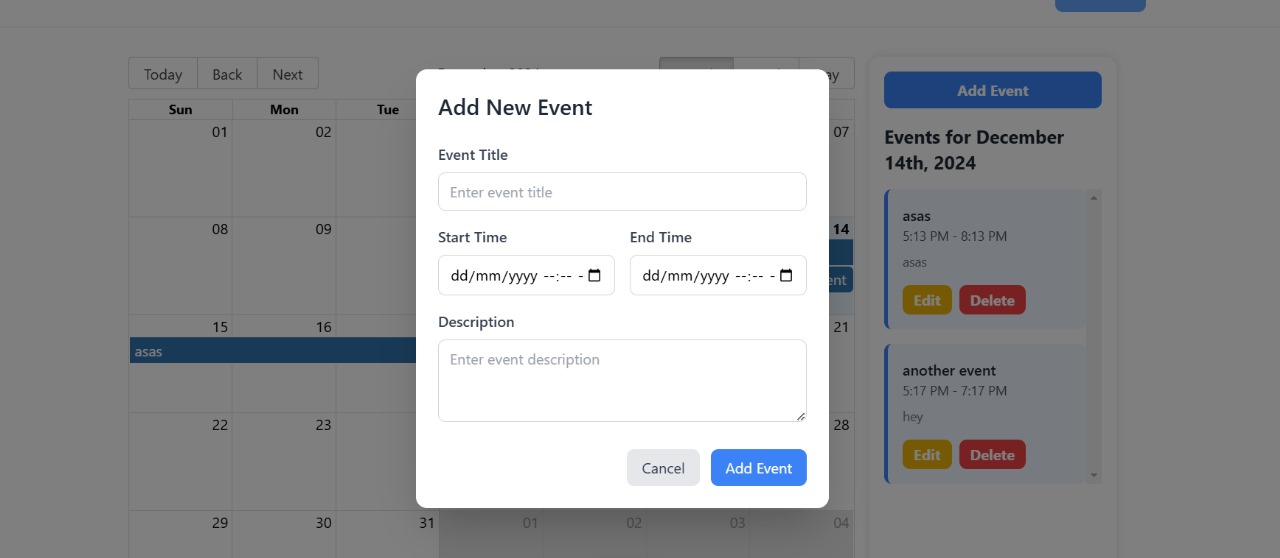 Today Back Next
Sun Mon Tue
01 02 07
08 09 14
15 16 21
asas
22 23 28
29 30 31 01 02 03 04
Add New Event
Event Title
Enter event title
Start Time End Time
dd/mm/yyyy --:-- - dd/mm/yyyy --:-- -
Description
Enter event description
Cancel Add Event
Add Event
Events for December
14th, 2024
asas
5:13 PM - 8:13 PM
asas
Edit Delete
another event
5:17 PM - 7:17 PM
hey
Edit Delete